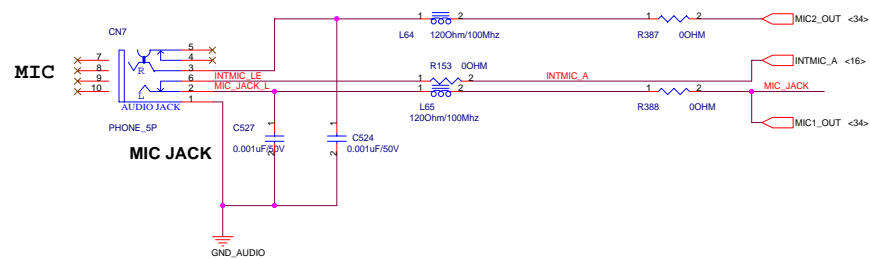 1 2 1 2 MIC2_OUT <34>
CN7
L64 120Ohm/100Mhz R387 0OHM
5
7 4
MIC 8 R 3 R153 0OHM INTMIC_A <16>
9 6 INTMIC_LE 1 2 INTMIC_A
10 L 2 MIC_JACK_L 1 2 1 2 MIC_JACK
AUDIO JACK 1
L65 R388 0OHM
120Ohm/100Mhz
PHONE_5P C527 1 C524 1 MIC1_OUT <34>
MIC JACK 0.001uF/50V 2 0.001uF/50V 2
GND_AUDIO